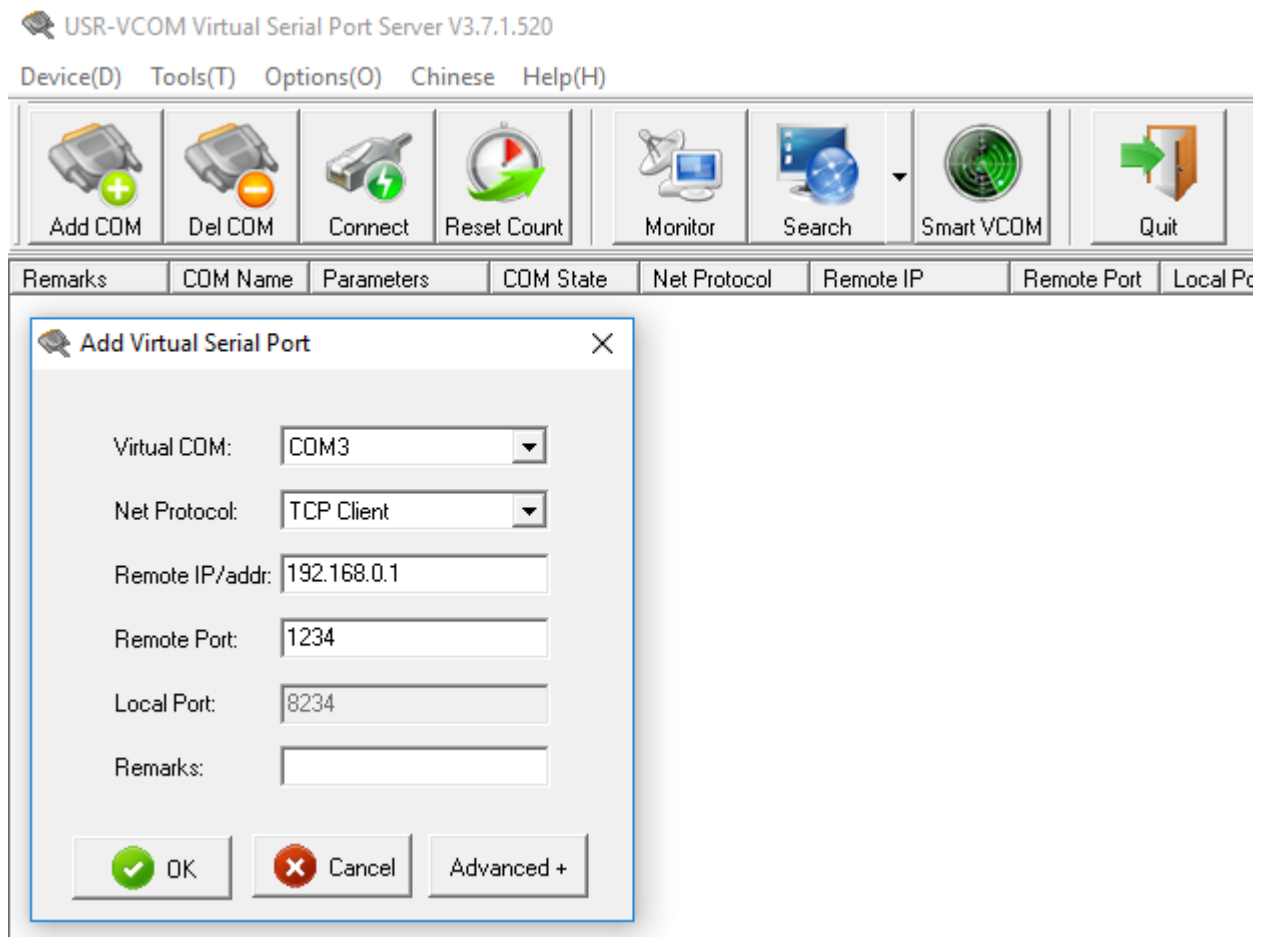 USR-VCOM Virtual Serial Port Server V3.7.1.520
Device(D) Tools(T) Options(O) Chinese Help(H)
Add COM Del COM Connect Reset Count Monitor Search Smart VCOM Quit
Remarks COM Name Parameters COM State Net Protocol Remote IP Remote Port Local Po
Add Virtual Serial Port
Virtual COM: COM3
Net Protocol: TCP Client
Remote IP/addr: 192.168.0.1
Remote Port: 1234
Local Port: 8234
Remarks:
OK Cancel Advanced +